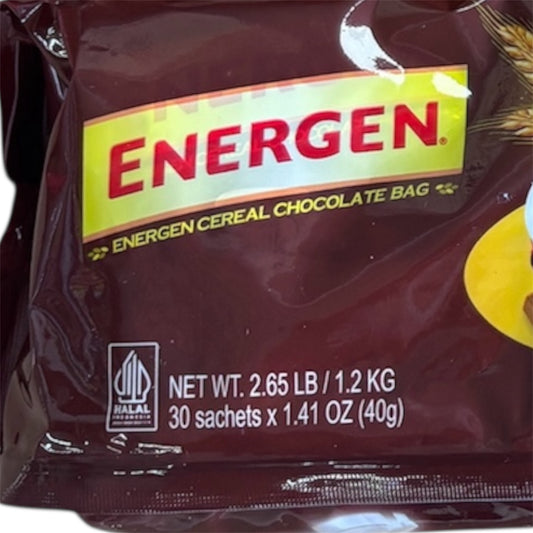 ENERGEN®
ENERGEN CEREAL CHOCOLATE BAG
HALAL
INDONESIA
NET WT. 2.65 LB / 1.2 KG
30 sachets x 1.41 OZ (40g)